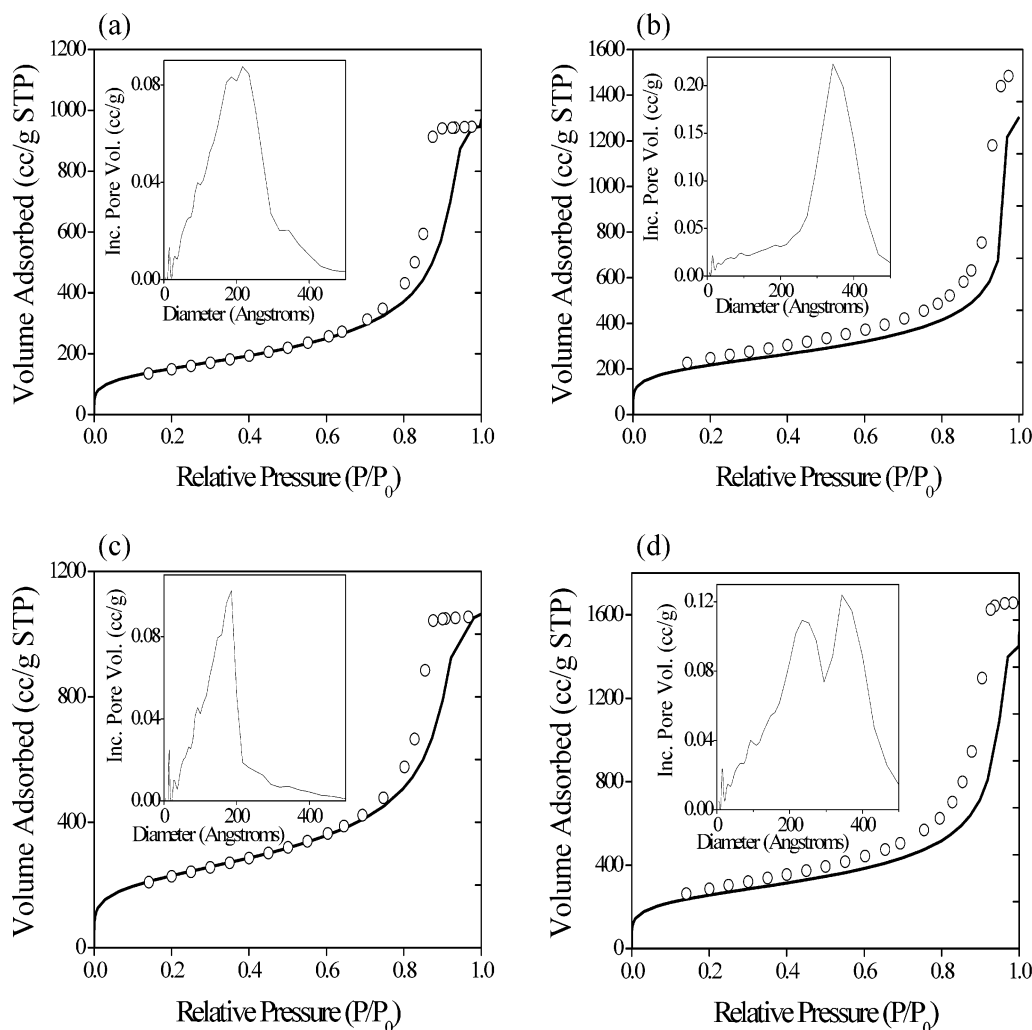 (a)
1200
1000
800
600
400
200
0
Volume Adsorbed (cc/g STP)
0.0 0.2 0.4 0.6 0.8 1.0
Relative Pressure (P/P0)
0.08
0.04
0.00
Inc. Pore Vol. (cc/g)
0 200 400
Diameter (Angstroms)
(b)
1600
1400
1200
1000
800
600
400
200
0
Volume Adsorbed (cc/g STP)
0.0 0.2 0.4 0.6 0.8 1.0
Relative Pressure (P/P0)
0.20
0.15
0.10
0.05
0.00
Inc. Pore Vol. (cc/g)
0 200 400
Diameter (Angstroms)
(c)
1200
1000
800
600
400
200
0
Volume Adsorbed (cc/g STP)
0.0 0.2 0.4 0.6 0.8 1.0
Relative Pressure (P/P0)
0.08
0.04
0.00
Inc. Pore Vol. (cc/g)
0 200 400
Diameter (Angstroms)
(d)
1600
1200
800
400
0
Volume Adsorbed (cc/g STP)
0.0 0.2 0.4 0.6 0.8 1.0
Relative Pressure (P/P0)
0.12
0.08
0.04
0.00
Inc. Pore Vol. (cc/g)
0 200 400
Diameter (Angstroms)